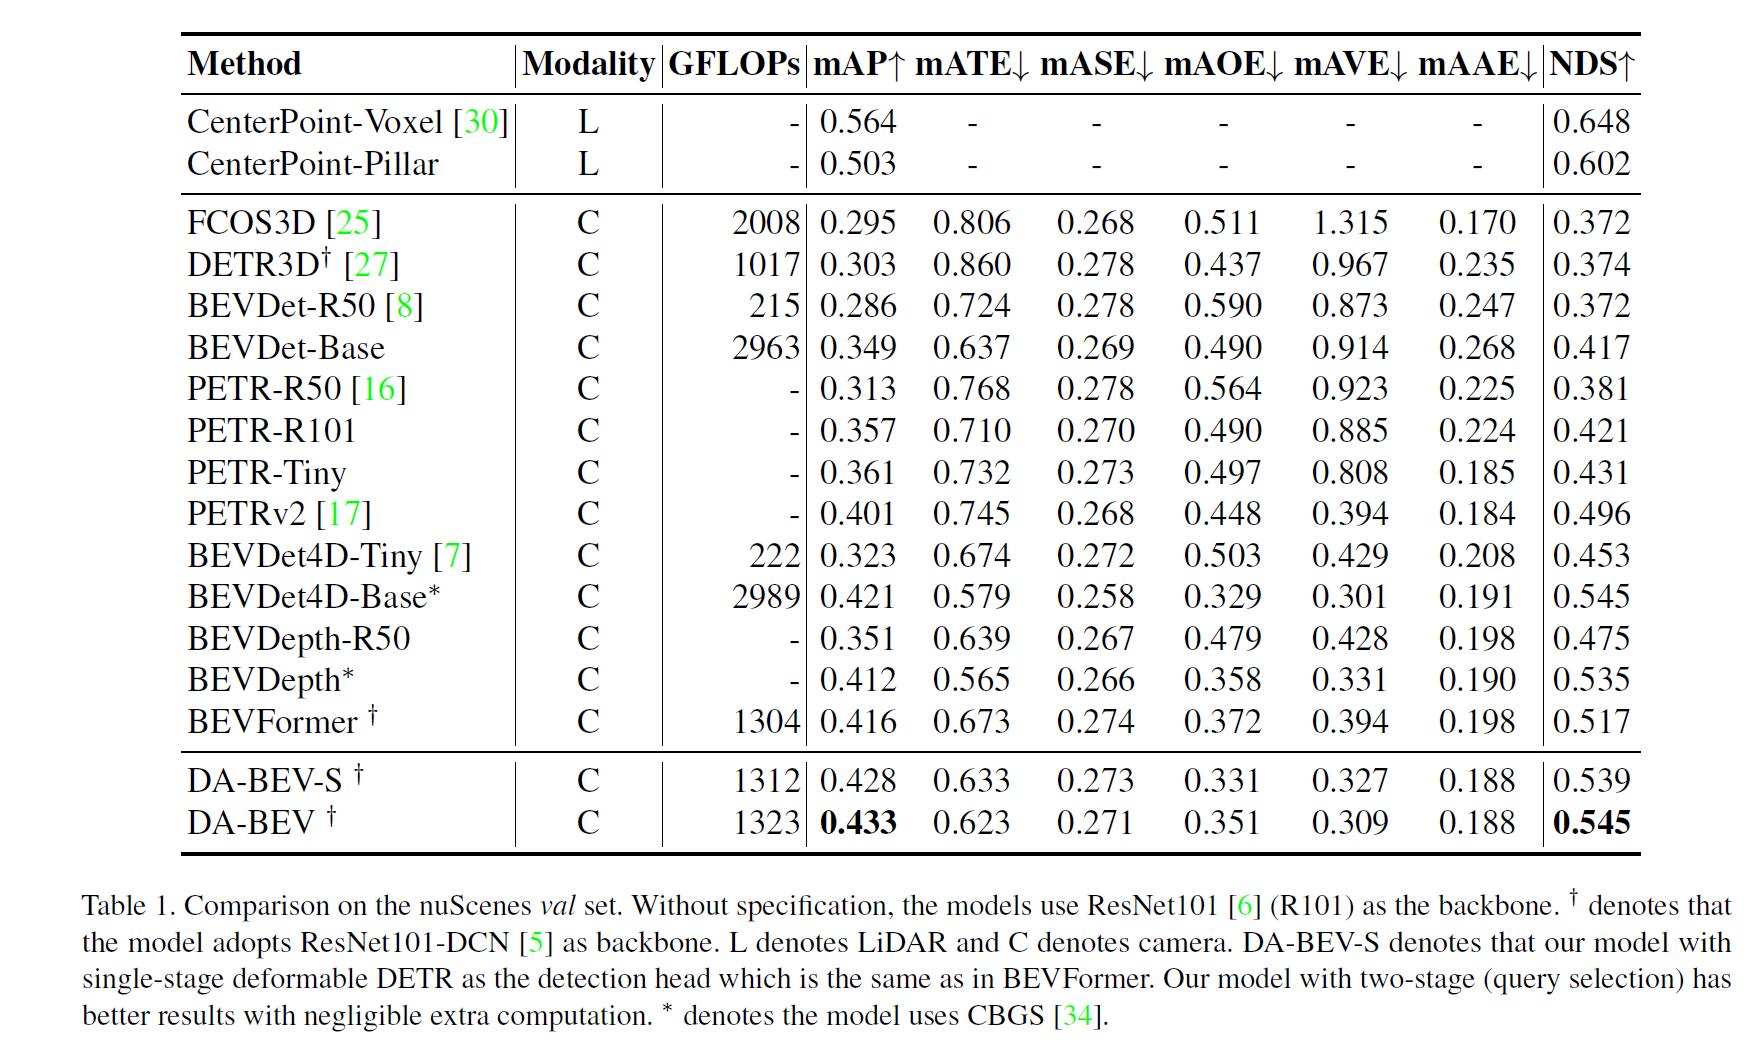 Method Modality GFLOPs mAP↑ mATE↓ mASE↓ mAOE↓ mAVE↓ mAAE↓ NDS↑
CenterPoint-Voxel [30] L - 0.564 - - - - - 0.648
CenterPoint-Pillar L - 0.503 - - - - - 0.602
FCOS3D [25] C 2008 0.295 0.806 0.268 0.511 1.315 0.170 0.372
DETR3D† [27] C 1017 0.303 0.860 0.278 0.437 0.967 0.235 0.374
BEVDet-R50 [8] C 215 0.286 0.724 0.278 0.590 0.873 0.247 0.372
BEVDet-Base C 2963 0.349 0.637 0.269 0.490 0.914 0.268 0.417
PETR-R50 [16] C - 0.313 0.768 0.278 0.564 0.923 0.225 0.381
PETR-R101 C - 0.357 0.710 0.270 0.490 0.885 0.224 0.421
PETR-Tiny C - 0.361 0.732 0.273 0.497 0.808 0.185 0.431
PETRv2 [17] C - 0.401 0.745 0.268 0.448 0.394 0.184 0.496
BEVDet4D-Tiny [7] C 222 0.323 0.674 0.272 0.503 0.429 0.208 0.453
BEVDet4D-Base* C 2989 0.421 0.579 0.258 0.329 0.301 0.191 0.545
BEVDepth-R50 C - 0.351 0.639 0.267 0.479 0.428 0.198 0.475
BEVDepth* C - 0.412 0.565 0.266 0.358 0.331 0.190 0.535
BEVFormer † C 1304 0.416 0.673 0.274 0.372 0.394 0.198 0.517
DA-BEV-S † C 1312 0.428 0.633 0.273 0.331 0.327 0.188 0.539
DA-BEV † C 1323 0.433 0.623 0.271 0.351 0.309 0.188 0.545
Table 1. Comparison on the nuScenes val set. Without specification, the models use ResNet101 [6] (R101) as the backbone. † denotes that
the model adopts ResNet101-DCN [5] as backbone. L denotes LiDAR and C denotes camera. DA-BEV-S denotes that our model with
single-stage deformable DETR as the detection head which is the same as in BEVFormer. Our model with two-stage (query selection) has
better results with negligible extra computation. * denotes the model uses CBGS [34].